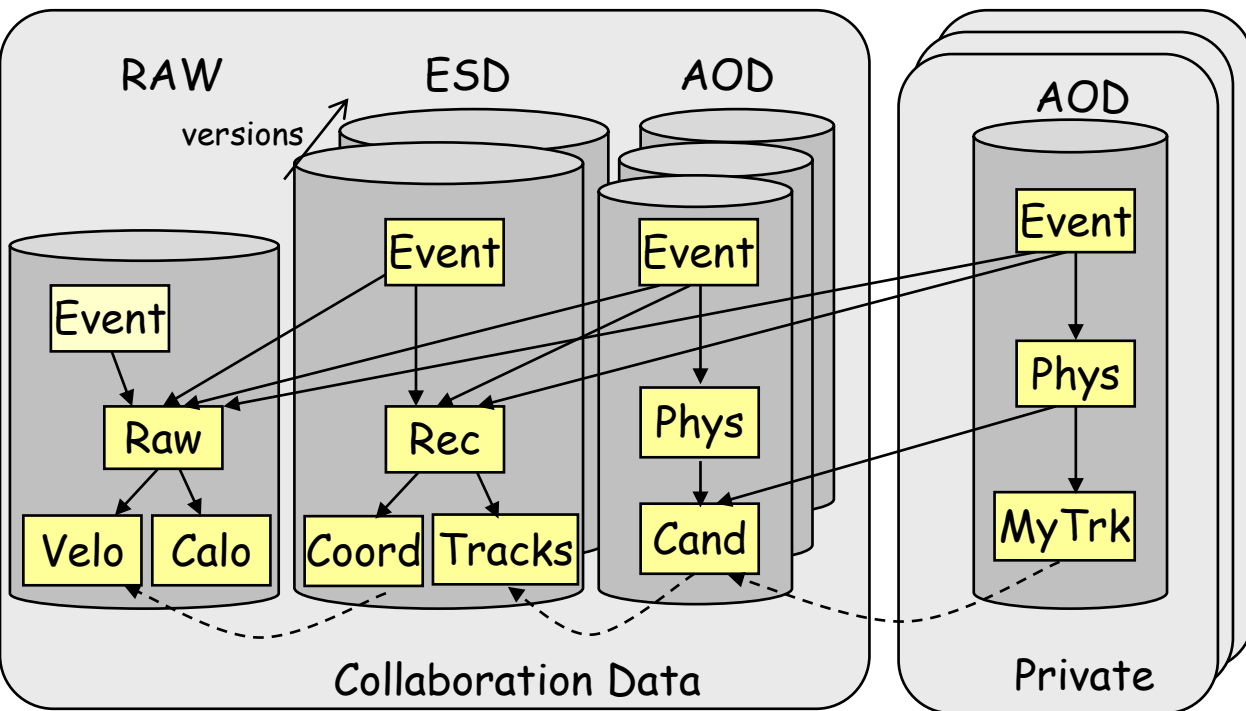 RAW
ESD
AOD
AOD
versions
Event
Event
Event
Event
Phys
Raw
Rec
Phys
Velo
Calo
Coord
Tracks
Cand
MyTrk
Collaboration Data
Private